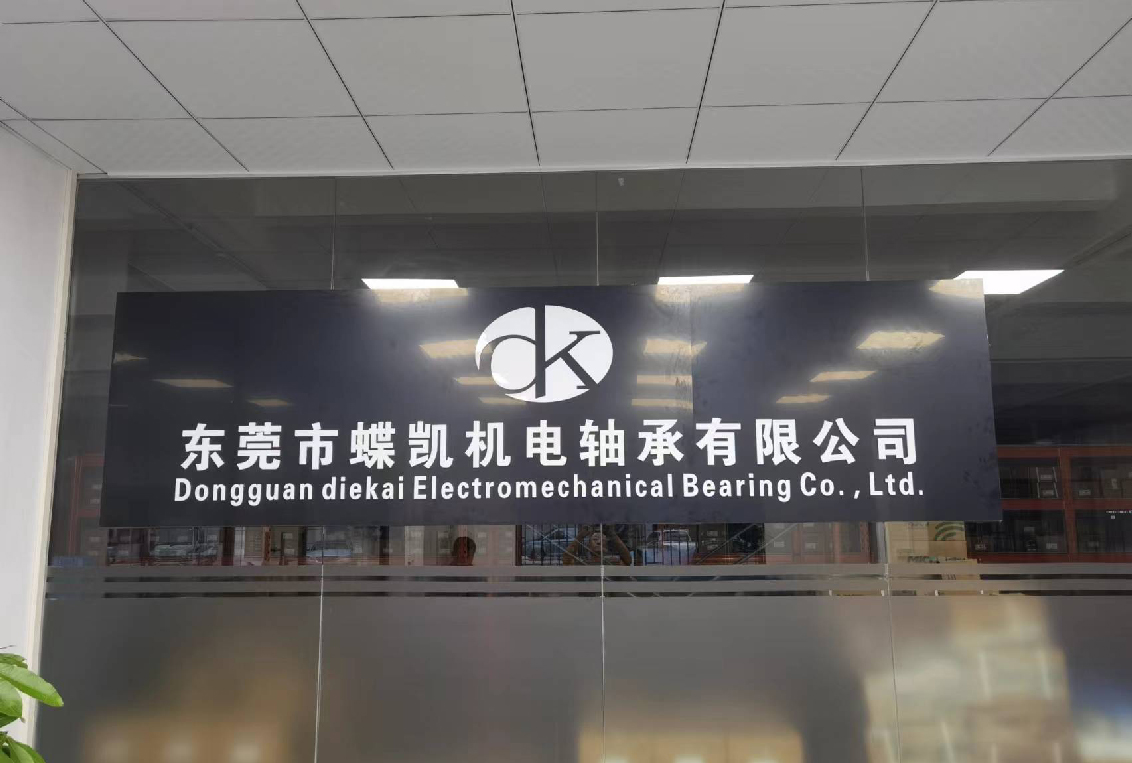 dk
东莞市蝶凯机电轴承有限公司
Dongguan diekai Electromechanical Bearing Co., Ltd.